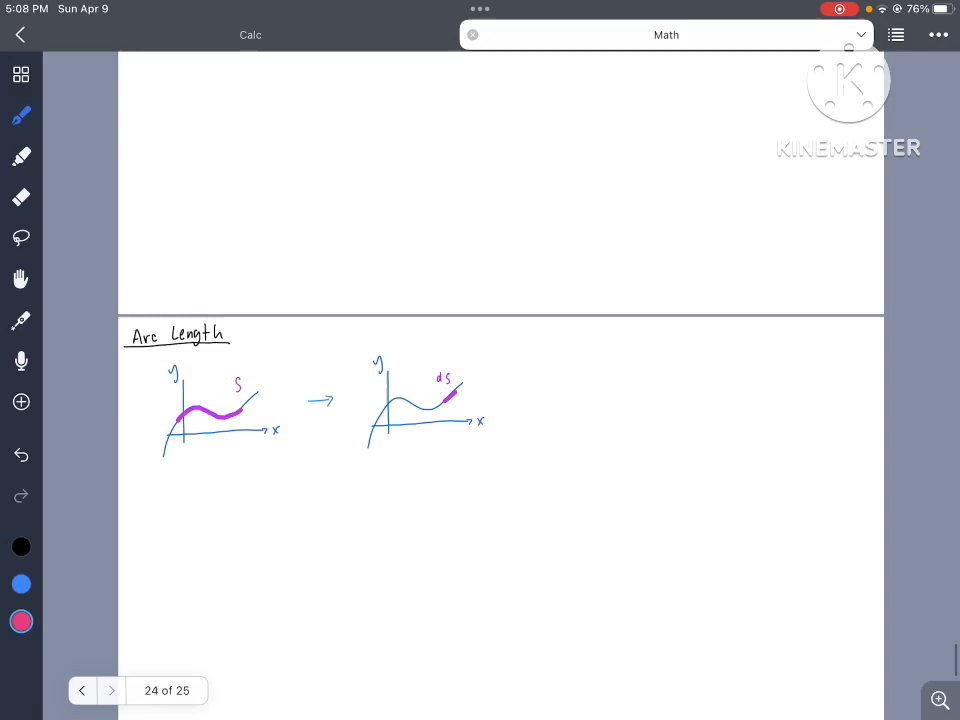 5:08 PM Sun Apr 9
76%
Calc
Math
K
KINEMASTER
Arc Length
y
S
x
y
ds
x
24 of 25